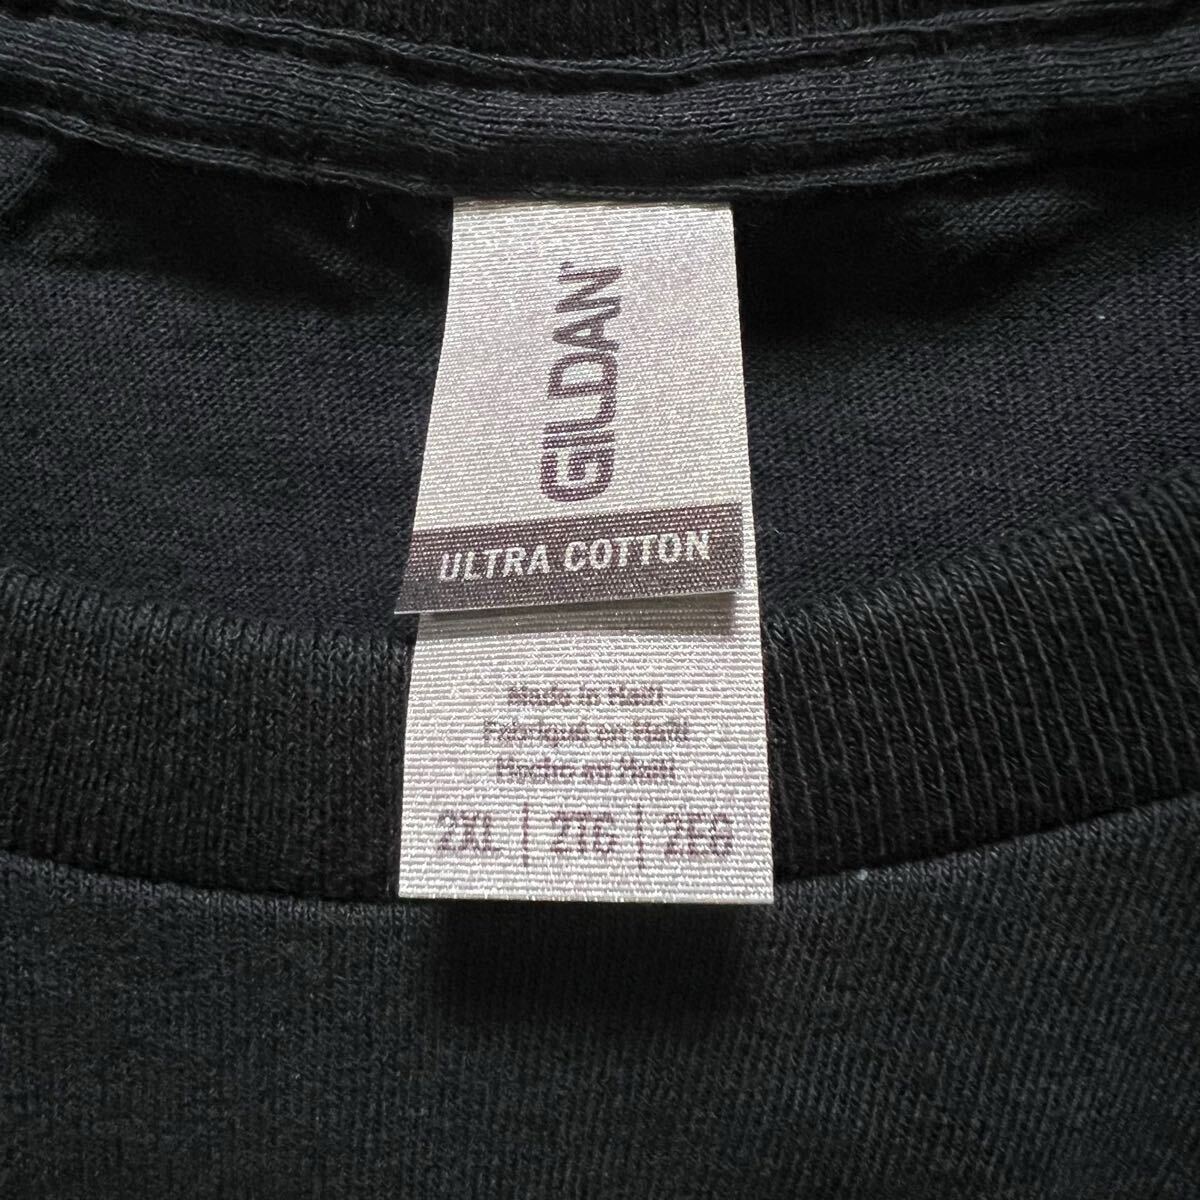 GILDAN
ULTRA COTTON
Made in Haiti
Fabriqué en Haïti
Hecho en Haití
2XL | 2TG | 2EG